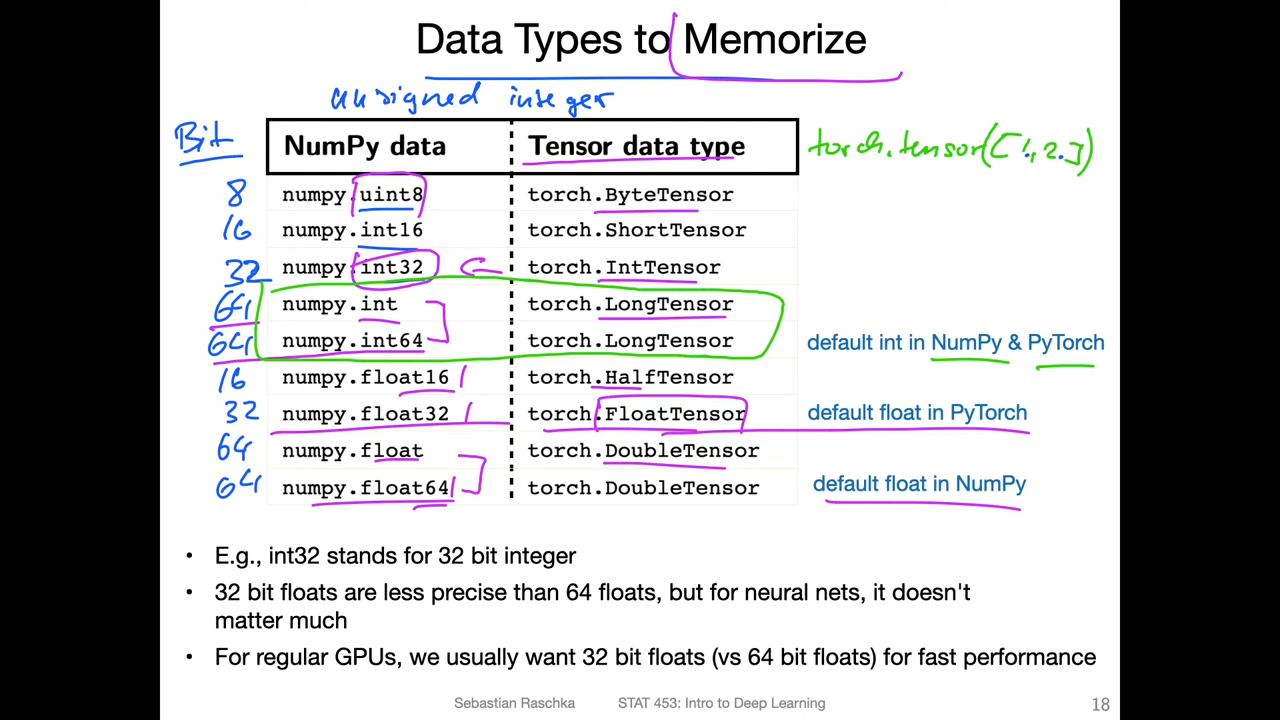 Data Types to Memorize
unsigned integer
Bit NumPy data Tensor data type torch.tensor([1., 2.])
8 numpy.uint8 torch.ByteTensor
16 numpy.int16 torch.ShortTensor
32 numpy.int32 torch.IntTensor
64 numpy.int torch.LongTensor
64 numpy.int64 torch.LongTensor default int in NumPy & PyTorch
16 numpy.float16 torch.HalfTensor
32 numpy.float32 torch.FloatTensor default float in PyTorch
64 numpy.float torch.DoubleTensor
64 numpy.float64 torch.DoubleTensor default float in NumPy
• E.g., int32 stands for 32 bit integer
• 32 bit floats are less precise than 64 floats, but for neural nets, it doesn't
matter much
• For regular GPUs, we usually want 32 bit floats (vs 64 bit floats) for fast performance
Sebastian Raschka STAT 453: Intro to Deep Learning 18